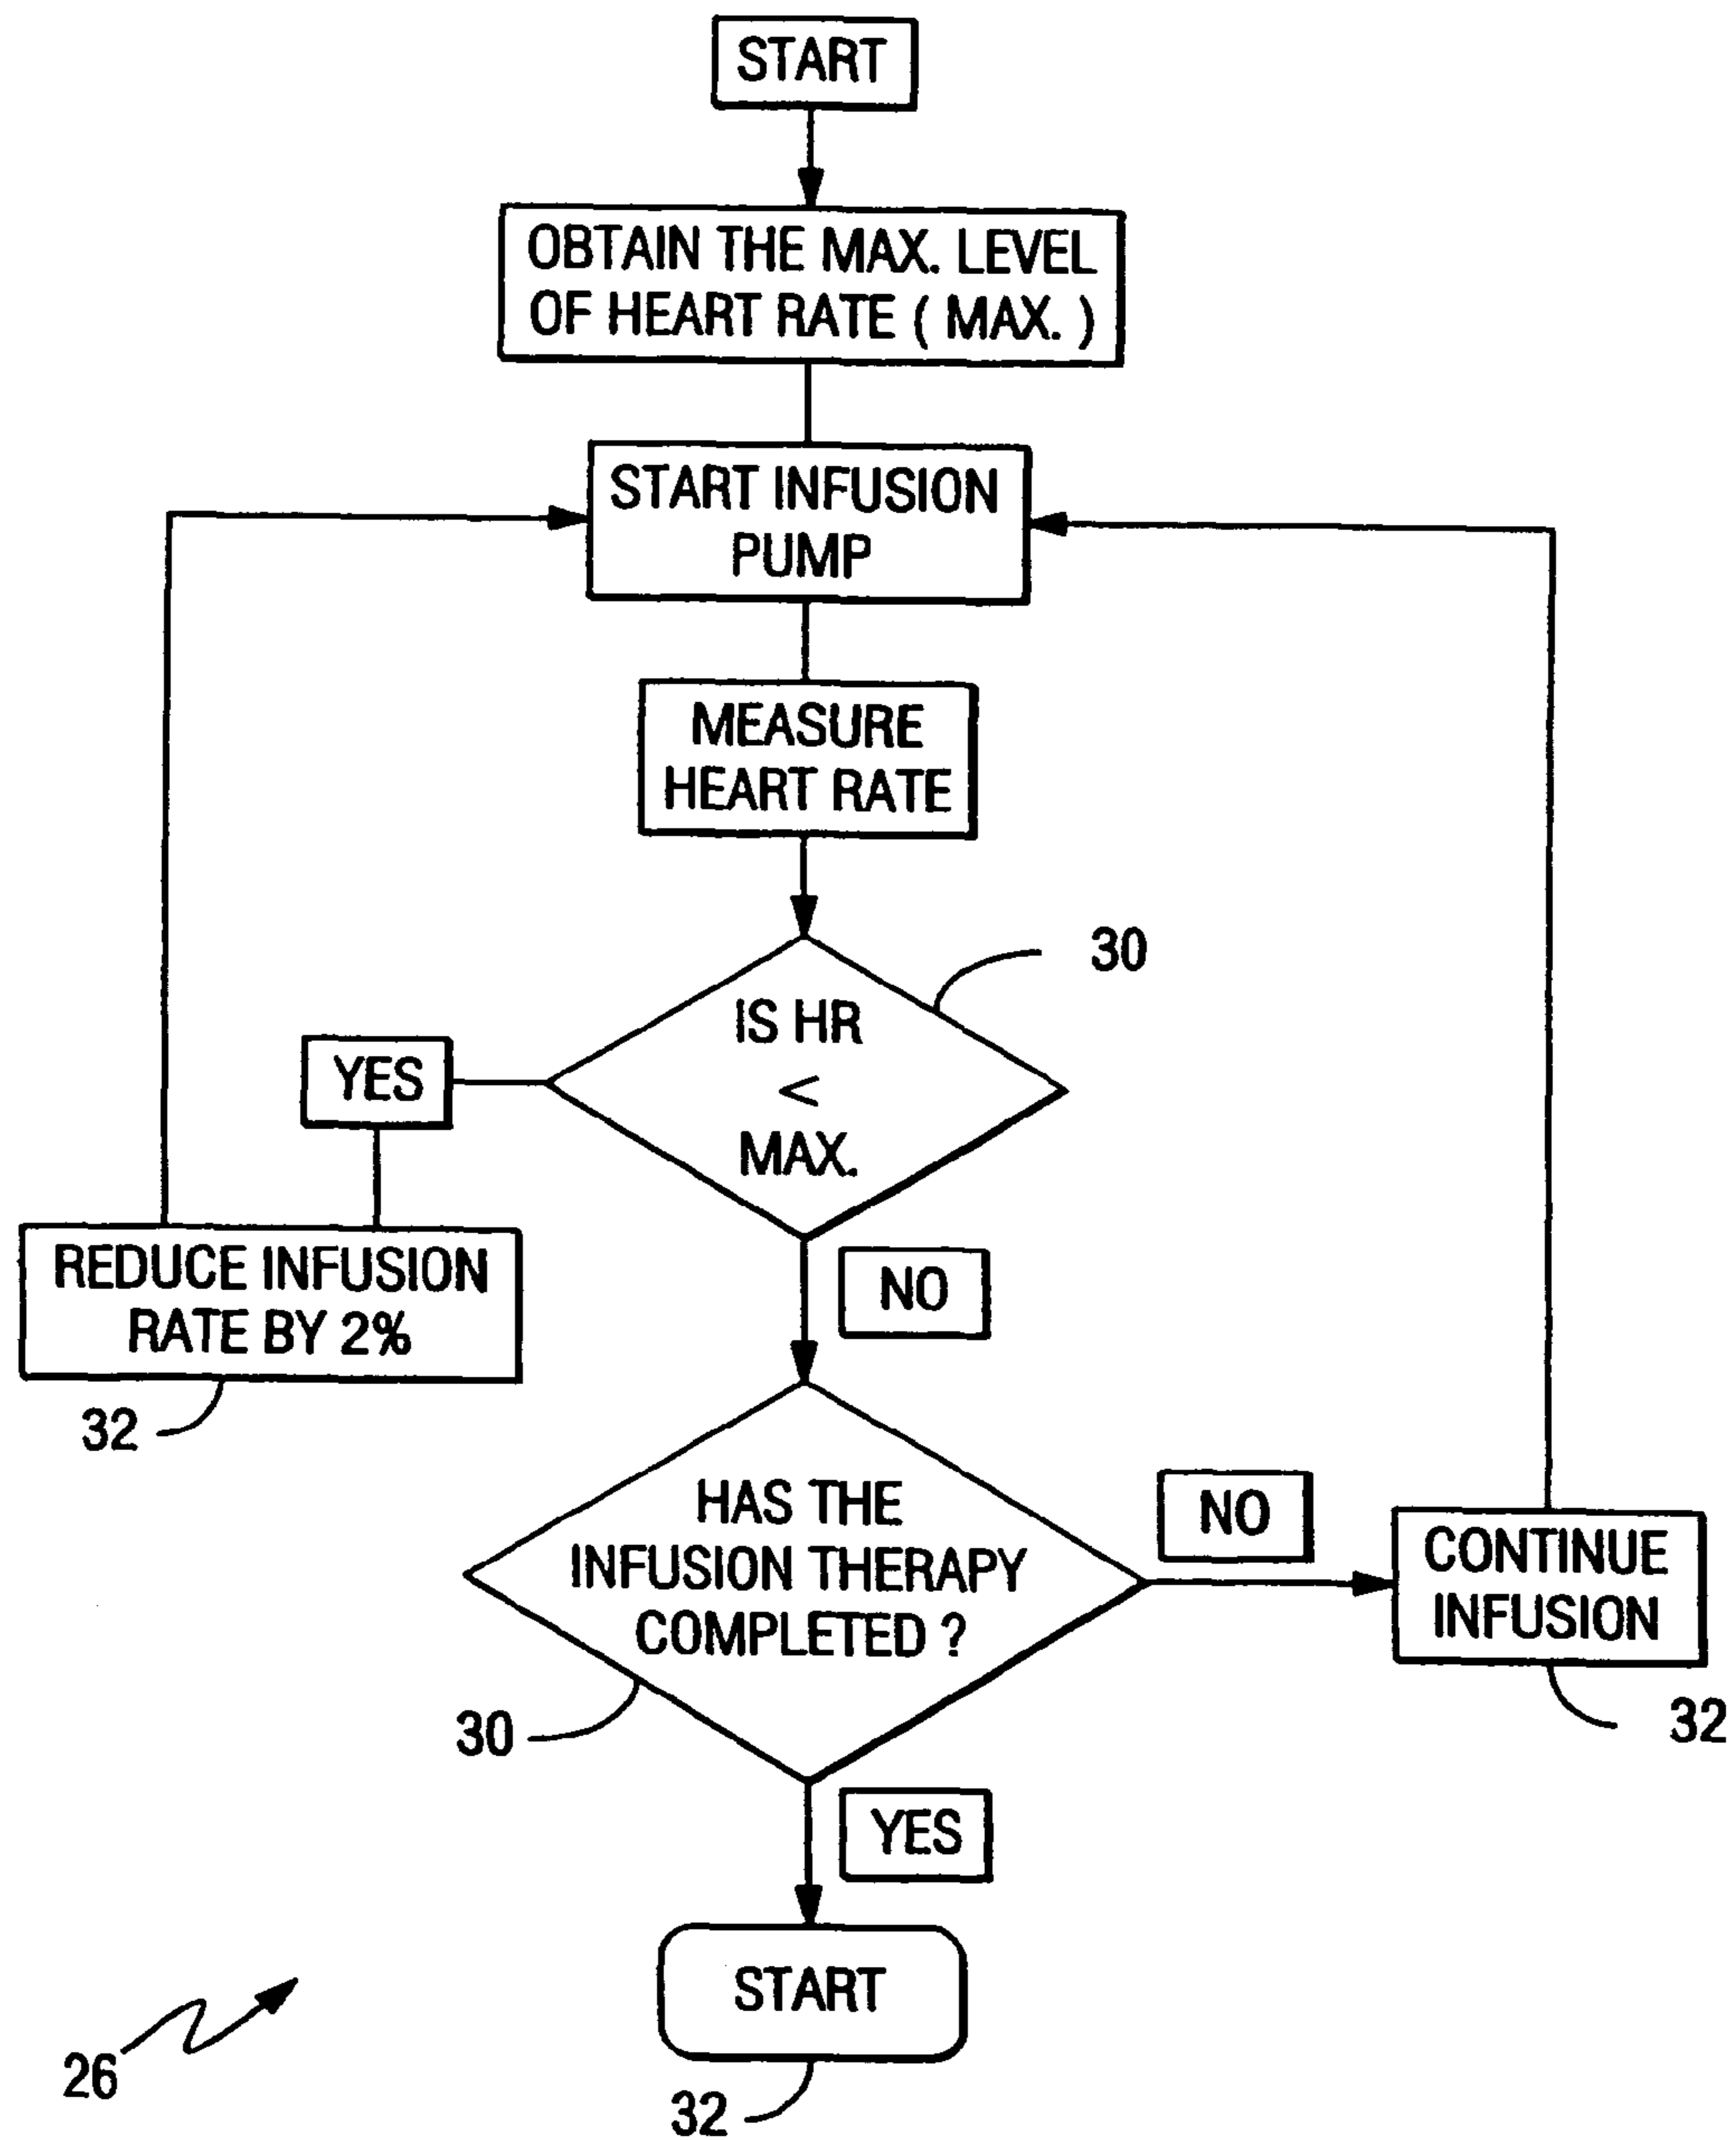 START
OBTAIN THE MAX. LEVEL
OF HEART RATE ( MAX. )
START INFUSION
PUMP
MEASURE
HEART RATE
30
IS HR
<
MAX.
YES
REDUCE INFUSION
RATE BY 2%
32
NO
HAS THE
INFUSION THERAPY
COMPLETED ?
30
NO
CONTINUE
INFUSION
32
YES
START
32
26